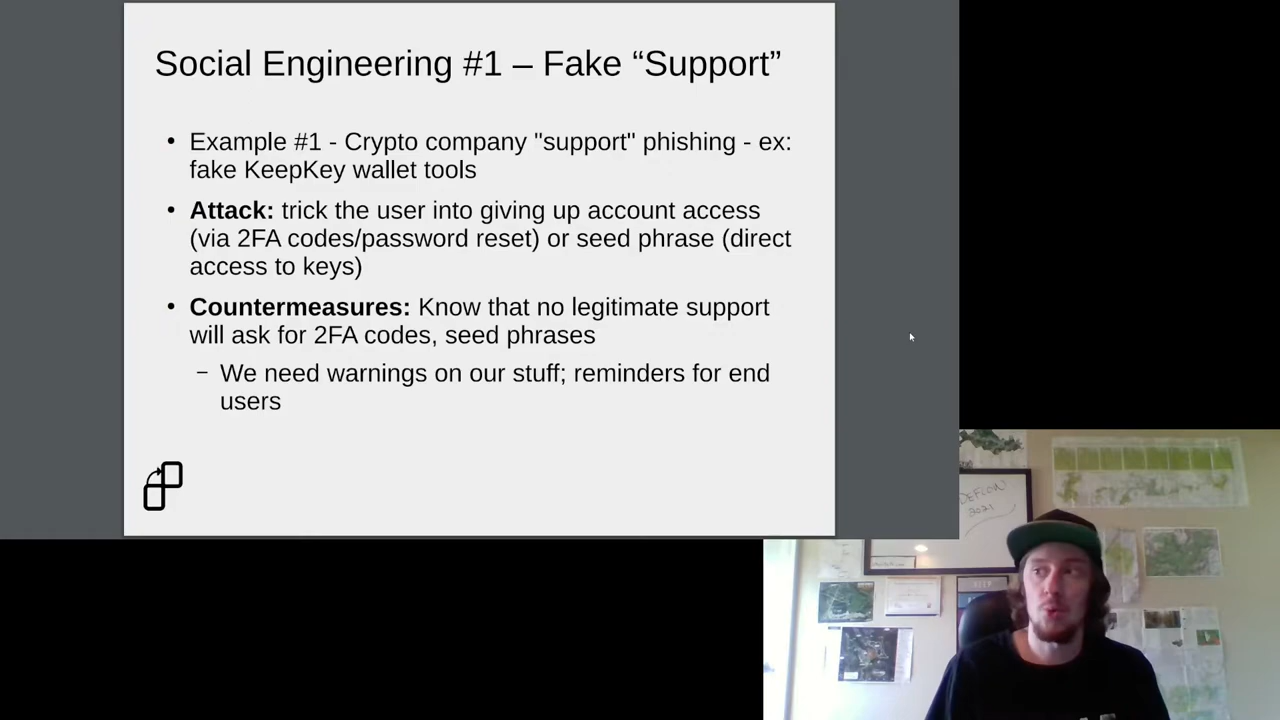 Social Engineering #1 – Fake “Support”
• Example #1 - Crypto company "support" phishing - ex:
fake KeepKey wallet tools
• Attack: trick the user into giving up account access
(via 2FA codes/password reset) or seed phrase (direct
access to keys)
• Countermeasures: Know that no legitimate support
will ask for 2FA codes, seed phrases
– We need warnings on our stuff; reminders for end
users
DEFCON
2021